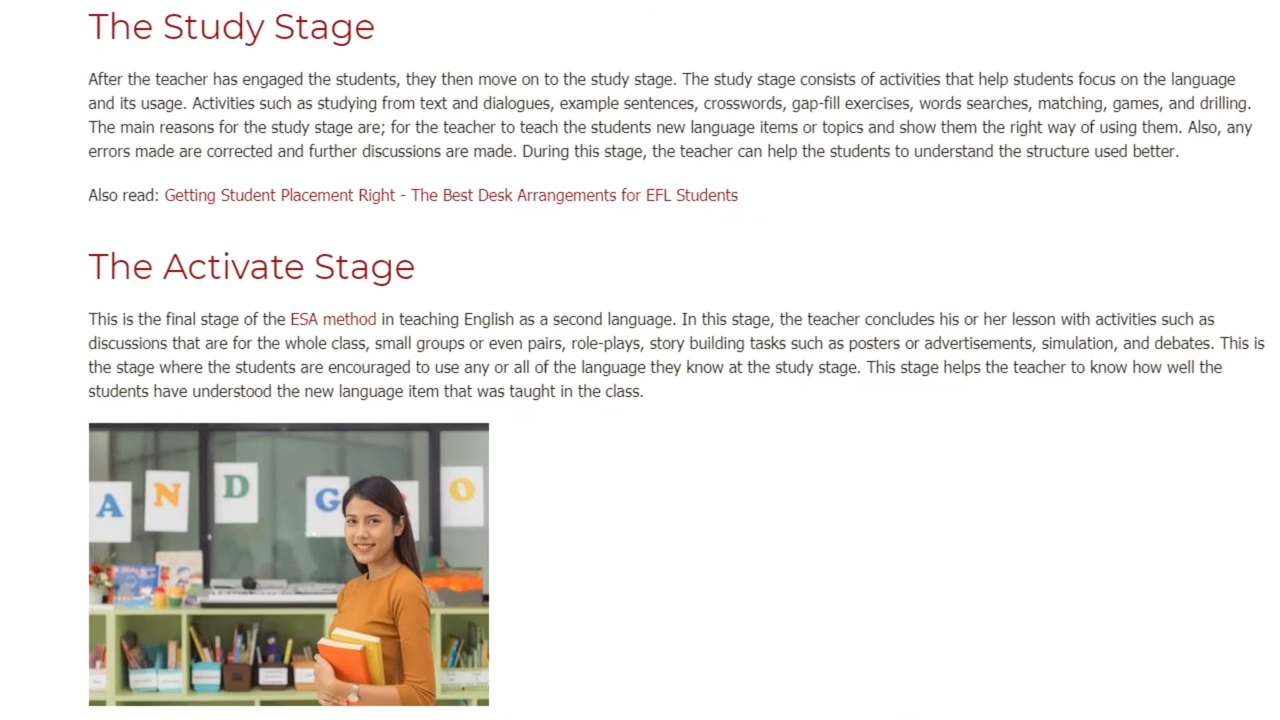 The Study Stage
After the teacher has engaged the students, they then move on to the study stage. The study stage consists of activities that help students focus on the language
and its usage. Activities such as studying from text and dialogues, example sentences, crosswords, gap-fill exercises, words searches, matching, games, and drilling.
The main reasons for the study stage are; for the teacher to teach the students new language items or topics and show them the right way of using them. Also, any
errors made are corrected and further discussions are made. During this stage, the teacher can help the students to understand the structure used better.
Also read: Getting Student Placement Right - The Best Desk Arrangements for EFL Students
The Activate Stage
This is the final stage of the ESA method in teaching English as a second language. In this stage, the teacher concludes his or her lesson with activities such as
discussions that are for the whole class, small groups or even pairs, role-plays, story building tasks such as posters or advertisements, simulation, and debates. This is
the stage where the students are encouraged to use any or all of the language they know at the study stage. This stage helps the teacher to know how well the
students have understood the new language item that was taught in the class.
A N D G O